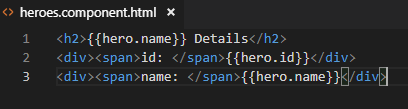 heroes.component.html
1 <h2>{{hero.name}} Details</h2>
2 <div><span>id: </span>{{hero.id}}</div>
3 <div><span>name: </span>{{hero.name}}</div>